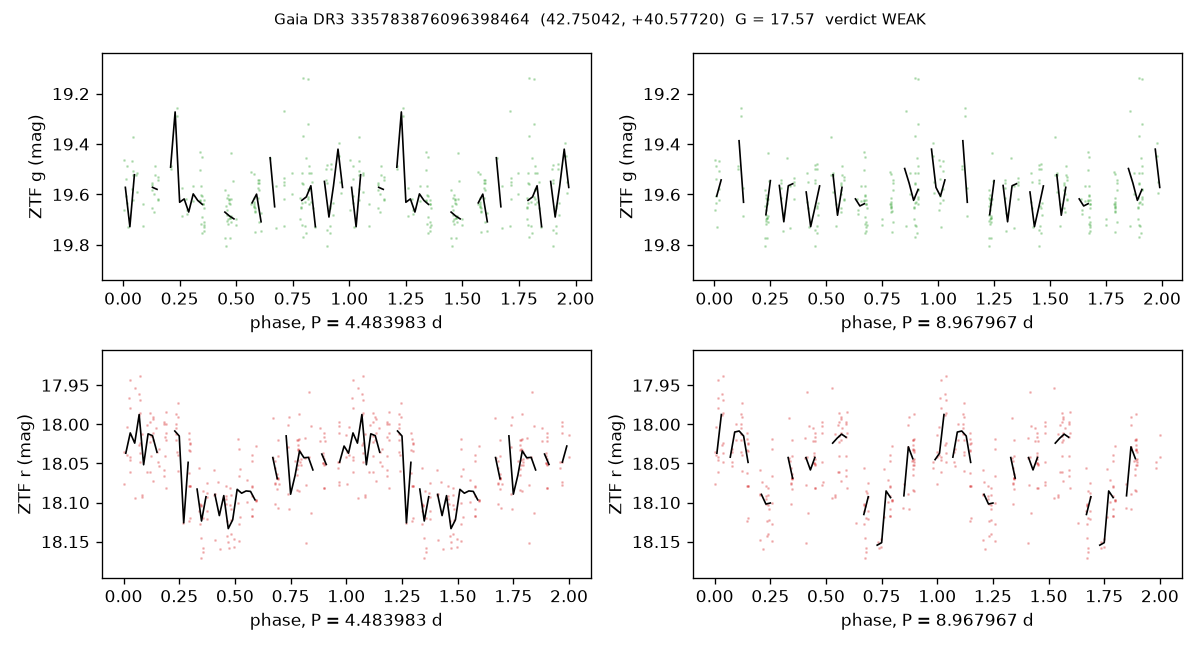 Gaia DR3 335783876096398464 (42.75042, +40.57720) G = 17.57 verdict WEAK
ZTF g (mag)
19.2
19.4
19.6
19.8
0.00 0.25 0.50 0.75 1.00 1.25 1.50 1.75 2.00
phase, P = 4.483983 d
ZTF g (mag)
19.2
19.4
19.6
19.8
0.00 0.25 0.50 0.75 1.00 1.25 1.50 1.75 2.00
phase, P = 8.967967 d
ZTF r (mag)
17.95
18.00
18.05
18.10
18.15
0.00 0.25 0.50 0.75 1.00 1.25 1.50 1.75 2.00
phase, P = 4.483983 d
ZTF r (mag)
17.95
18.00
18.05
18.10
18.15
0.00 0.25 0.50 0.75 1.00 1.25 1.50 1.75 2.00
phase, P = 8.967967 d